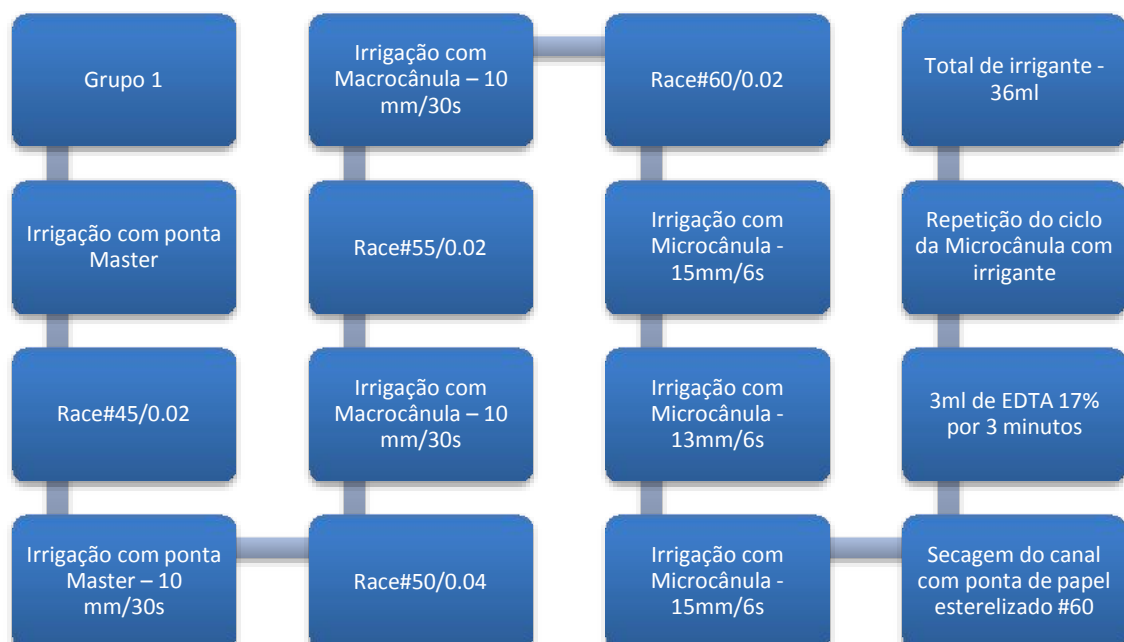 Grupo 1
Irrigação com ponta
Master
Race#45/0.02
Irrigação com ponta
Master – 10
mm/30s
Race#50/0.04
Irrigação com
Macrocânula – 10
mm/30s
Race#55/0.02
Irrigação com
Macrocânula – 10
mm/30s
Race#60/0.02
Irrigação com
Microcânula -
15mm/6s
Irrigação com
Microcânula -
13mm/6s
Irrigação com
Microcânula -
15mm/6s
Secagem do canal
com ponta de papel
esterelizado #60
3ml de EDTA 17%
por 3 minutos
Repetição do ciclo
da Microcânula com
irrigante
Total de irrigante -
36ml